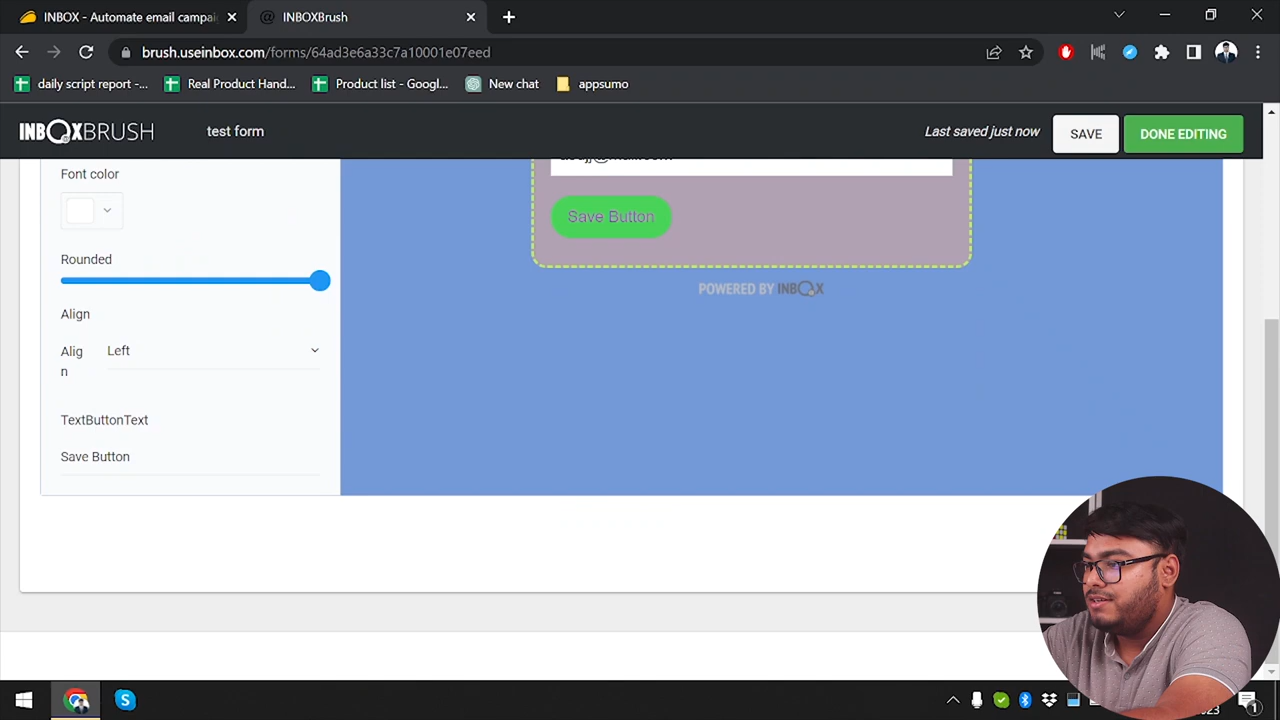 INBOX - Automate email campai
INBOXBrush
brush.useinbox.com/forms/64ad3e6a33c7a10001e07eed
daily script report -...
Real Product Hand...
Product list - Googl...
New chat
appsumo
INBOXBRUSH
test form
Last saved just now
SAVE
DONE EDITING
Font color
Save Button
Rounded
POWERED BY INBOX
Align
Alig
n
Left
TextButtonText
Save Button